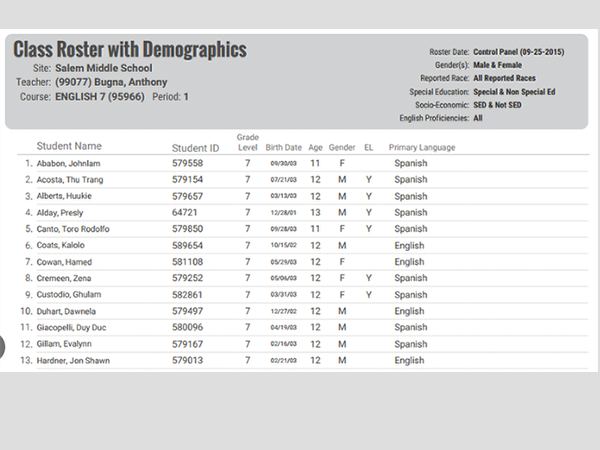 Class Roster with Demographics
Site: Salem Middle School
Teacher: (99077) Bugna, Anthony
Course: ENGLISH 7 (95966) Period: 1
Roster Date: Control Panel (09-25-2015)
Gender(s): Male & Female
Reported Race: All Reported Races
Special Education: Special & Non Special Ed
Socio-Economic: SED & Not SED
English Proficiencies: All
Student Name Student ID Grade Level Birth Date Age Gender EL Primary Language
1. Ababon, Johnlam 579558 7 09/30/03 11 F Spanish
2. Acosta, Thu Trang 579154 7 07/21/03 12 M Y Spanish
3. Alberts, Huukie 579657 7 03/13/03 12 M Y Spanish
4. Alday, Presly 64721 7 12/28/01 13 M Y Spanish
5. Canto, Toro Rodolfo 579850 7 09/28/03 11 F Y Spanish
6. Coats, Kalolo 589654 7 10/15/02 12 M English
7. Cowan, Hamed 581108 7 05/29/03 12 F English
8. Cremeen, Zena 579252 7 05/06/03 12 F Y Spanish
9. Custodio, Ghulam 582861 7 03/31/03 12 F Y Spanish
10. Duhart, Dawnela 579497 7 12/27/02 12 M English
11. Giacopelli, Duy Duc 580096 7 04/19/03 12 M Spanish
12. Gillam, Evalynn 579167 7 02/16/03 12 M Spanish
13. Hardner, Jon Shawn 579013 7 02/21/03 12 M English